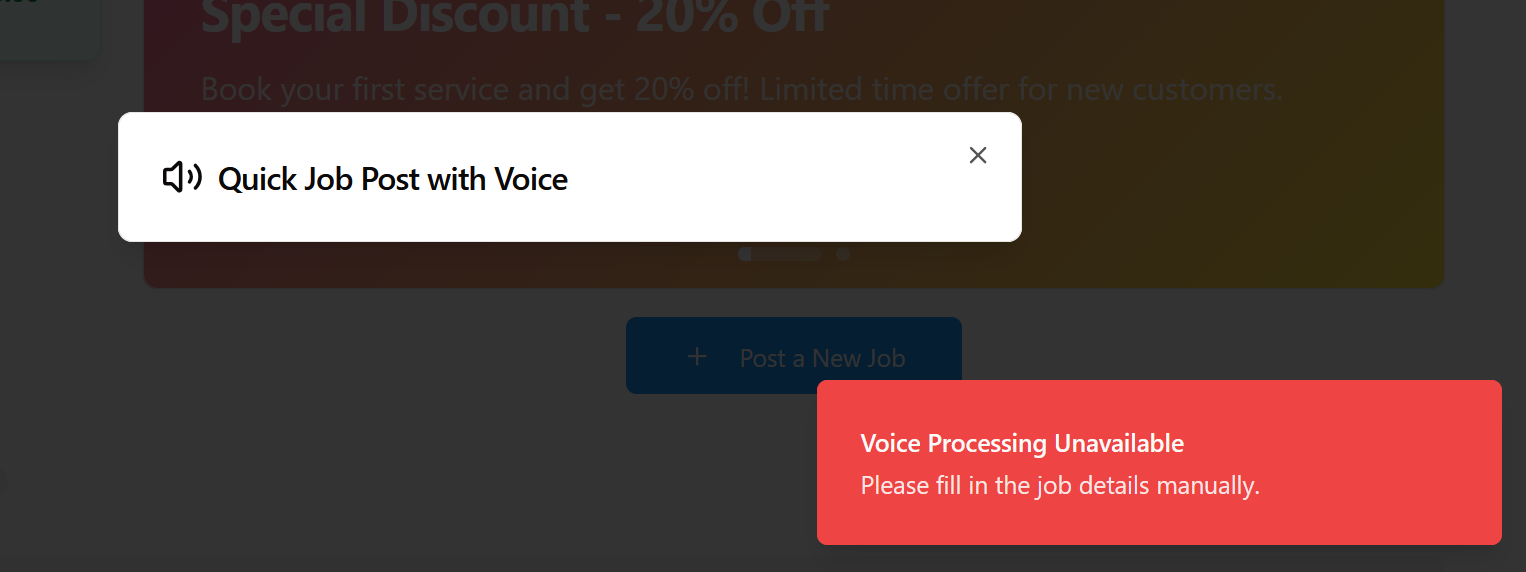 Special Discount - 20% Off
Book your first service and get 20% off! Limited time offer for new customers.
Quick Job Post with Voice
Post a New Job
Voice Processing Unavailable
Please fill in the job details manually.